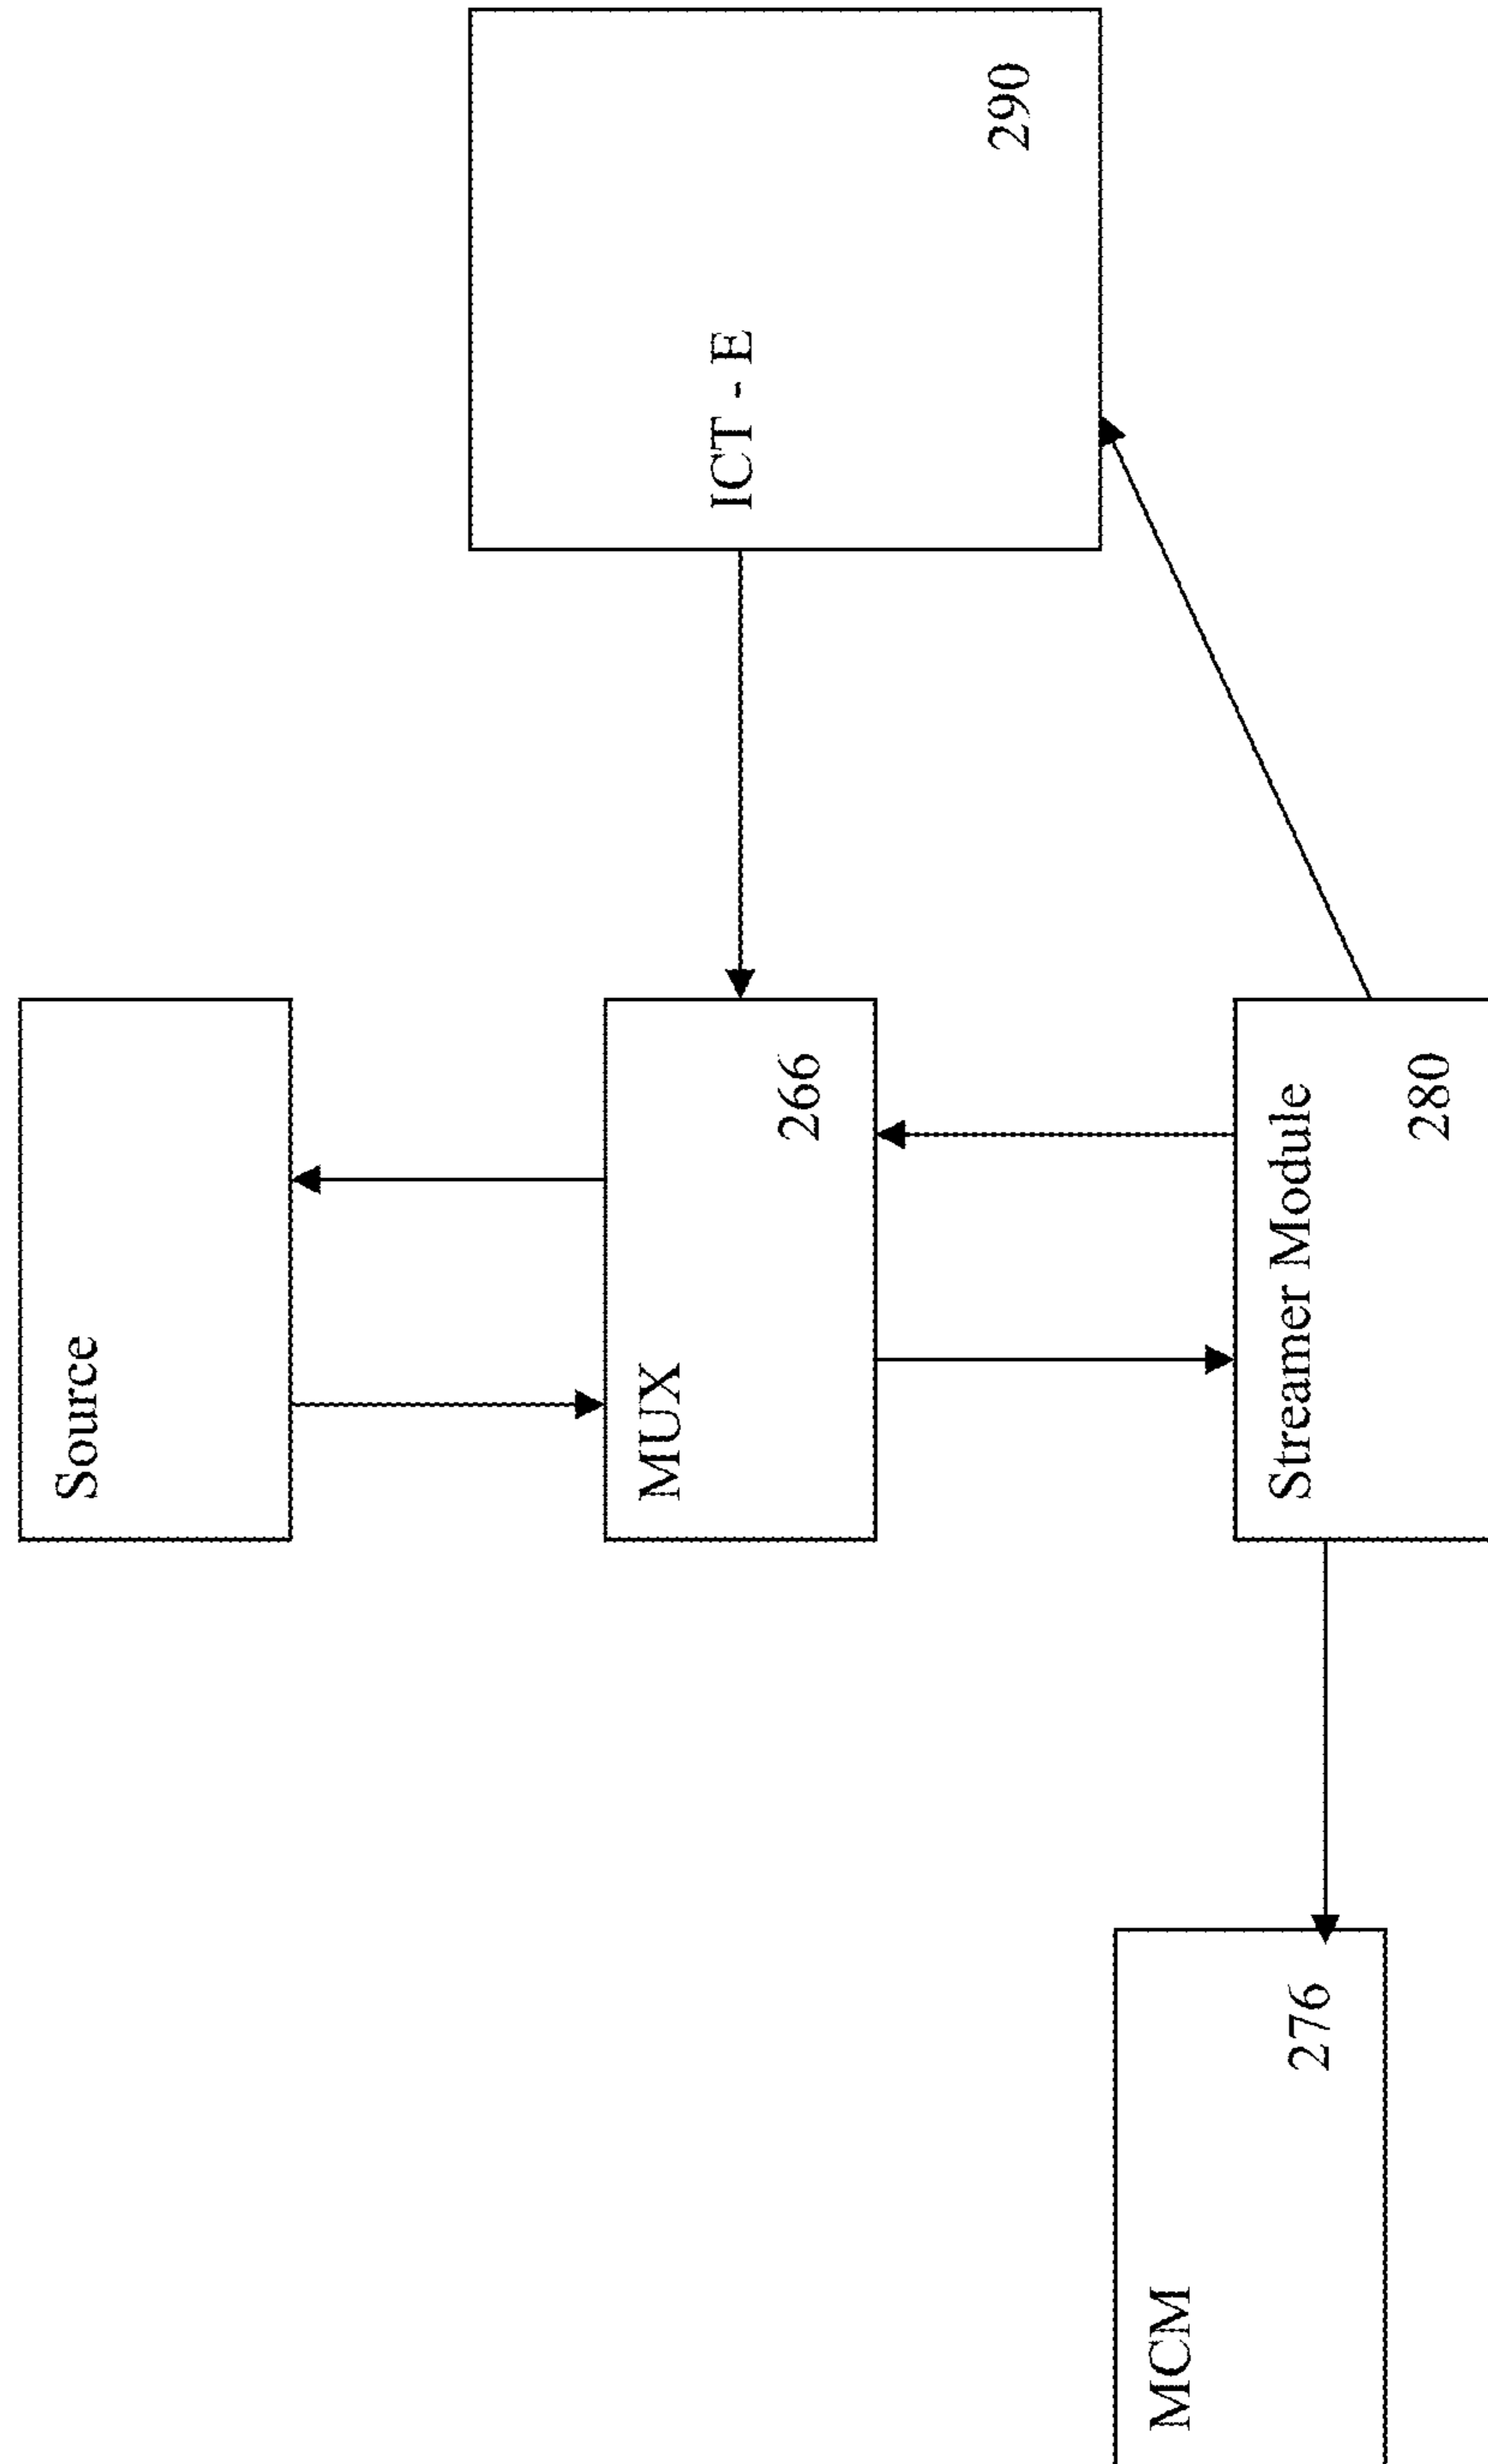 MCM
276
Source
MUX
266
Streamer Module
280
ICT - E
290